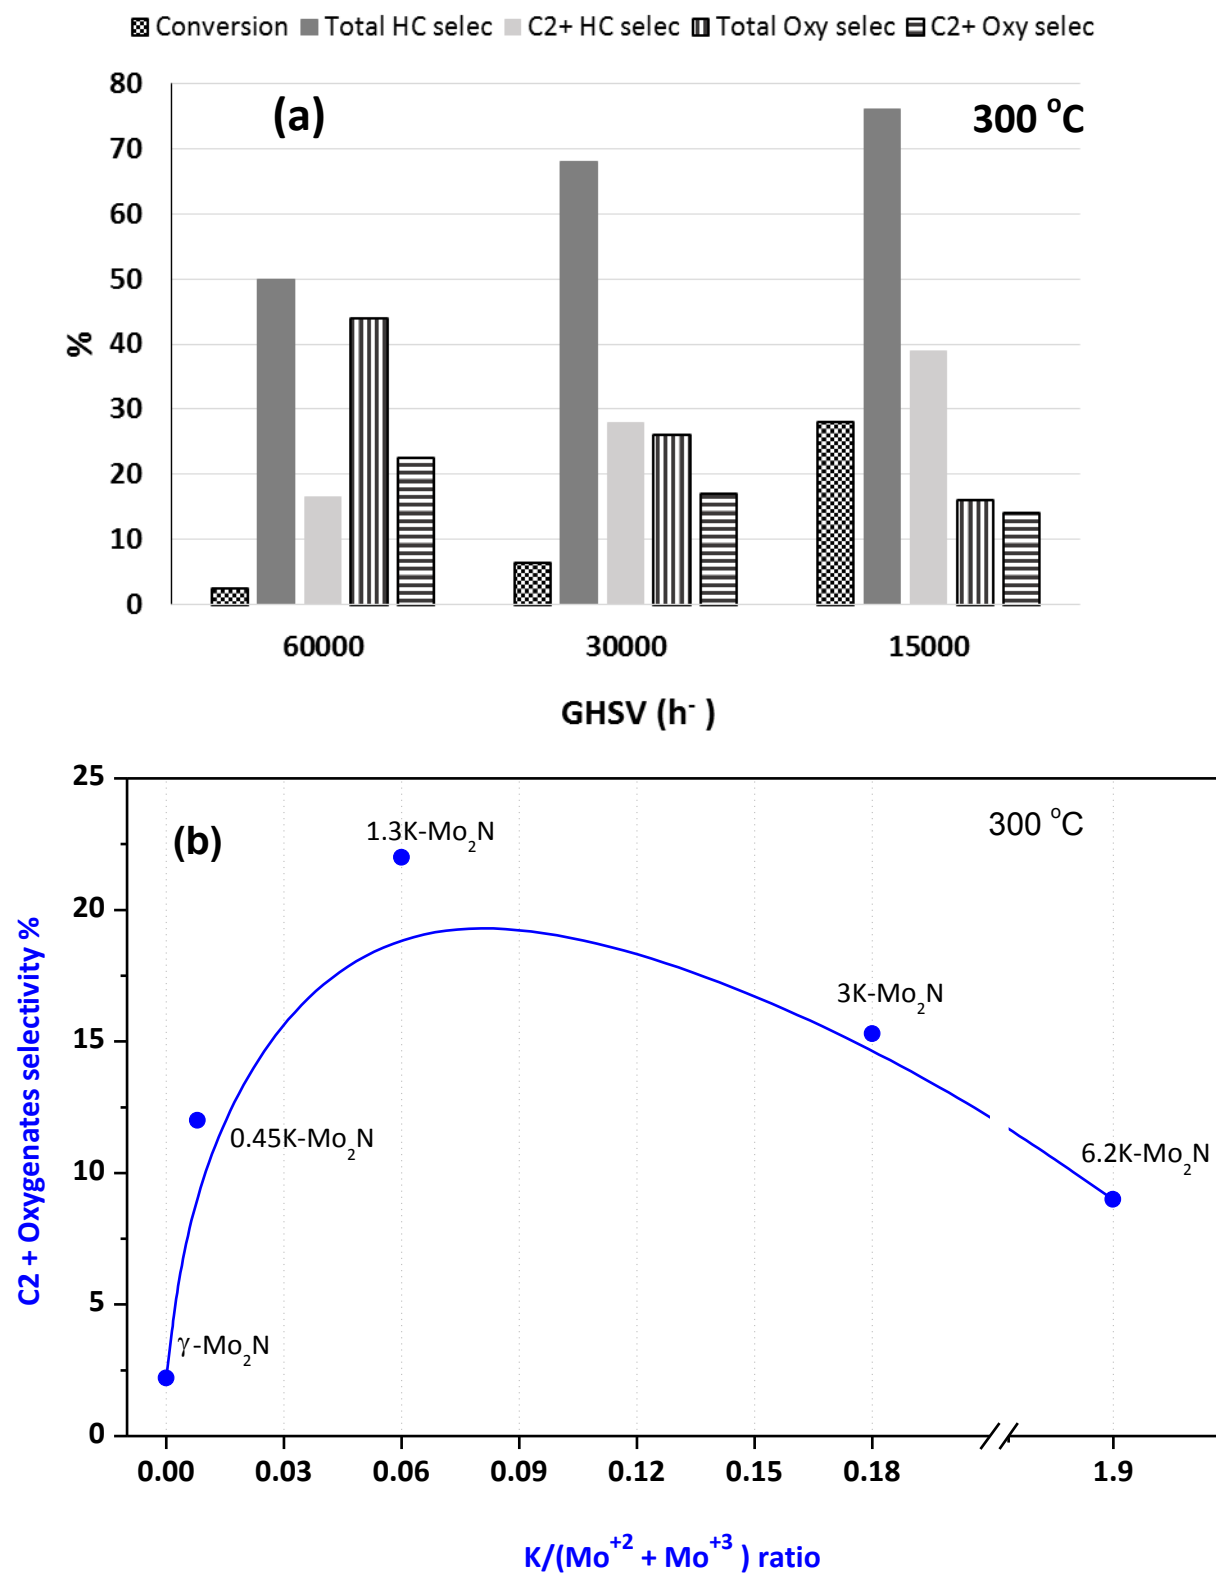 Conversion Total HC selec C2+ HC selec Total Oxy selec C2+ Oxy selec
80
(a)
300 °C
70
60
50
%
40
30
20
10
0
60000 30000 15000
GHSV (h⁻ )
25
(b)
300 °C
1.3K-Mo₂N
20
C2 + Oxygenates selectivity %
3K-Mo₂N
15
0.45K-Mo₂N
6.2K-Mo₂N
10
5
γ-Mo₂N
0
0.00 0.03 0.06 0.09 0.12 0.15 0.18 1.9
K/(Mo⁺² + Mo⁺³ ) ratio